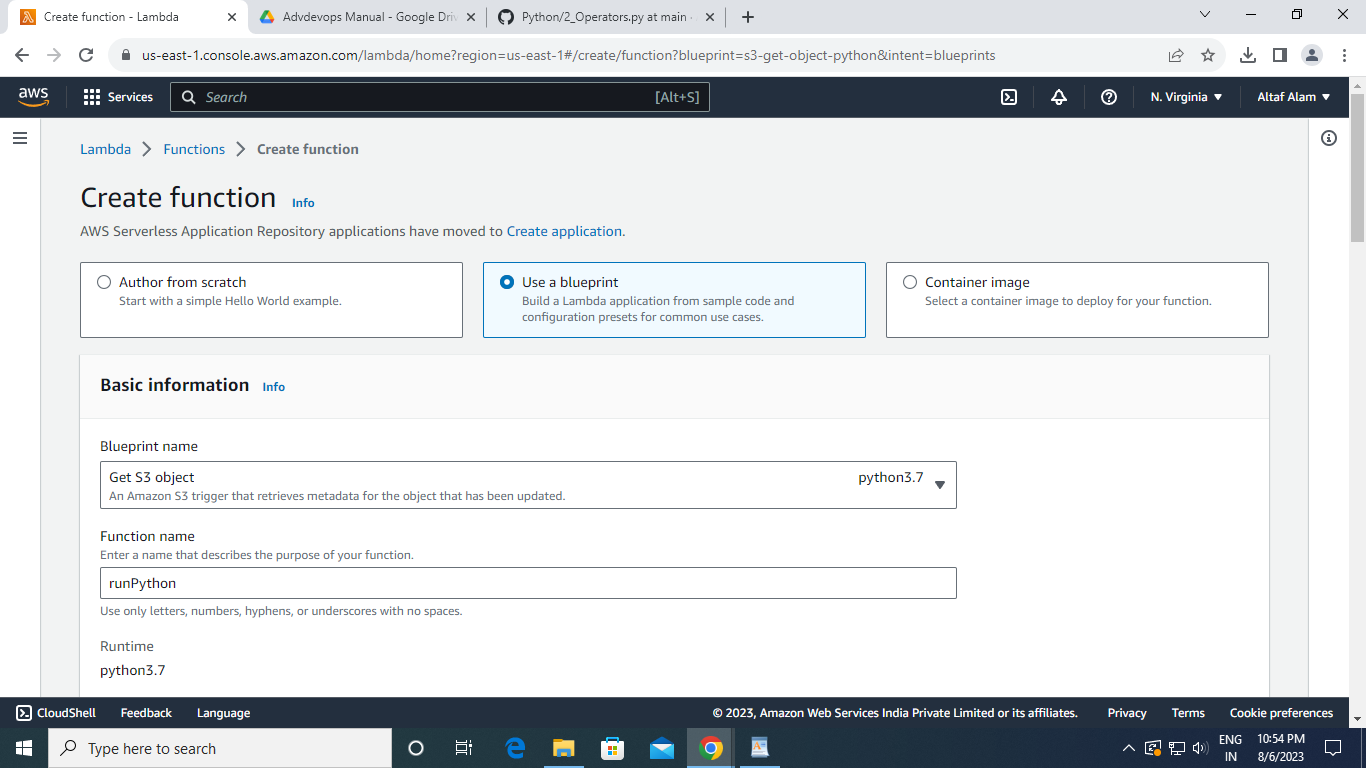 Create function - Lambda
Advdevops Manual - Google Driv
Python/2_Operators.py at main ·
us-east-1.console.aws.amazon.com/lambda/home?region=us-east-1#/create/function?blueprint=s3-get-object-python&intent=blueprints
aws
Services
Search
[Alt+S]
N. Virginia
Altaf Alam
Lambda
Functions
Create function
Create function
Info
AWS Serverless Application Repository applications have moved to Create application.
Author from scratch
Start with a simple Hello World example.
Use a blueprint
Build a Lambda application from sample code and
configuration presets for common use cases.
Container image
Select a container image to deploy for your function.
Basic information
Info
Blueprint name
Get S3 object
python3.7
An Amazon S3 trigger that retrieves metadata for the object that has been updated.
Function name
Enter a name that describes the purpose of your function.
runPython
Use only letters, numbers, hyphens, or underscores with no spaces.
Runtime
python3.7
CloudShell
Feedback
Language
© 2023, Amazon Web Services India Private Limited or its affiliates.
Privacy
Terms
Cookie preferences
Type here to search
ENG
IN
10:54 PM
8/6/2023